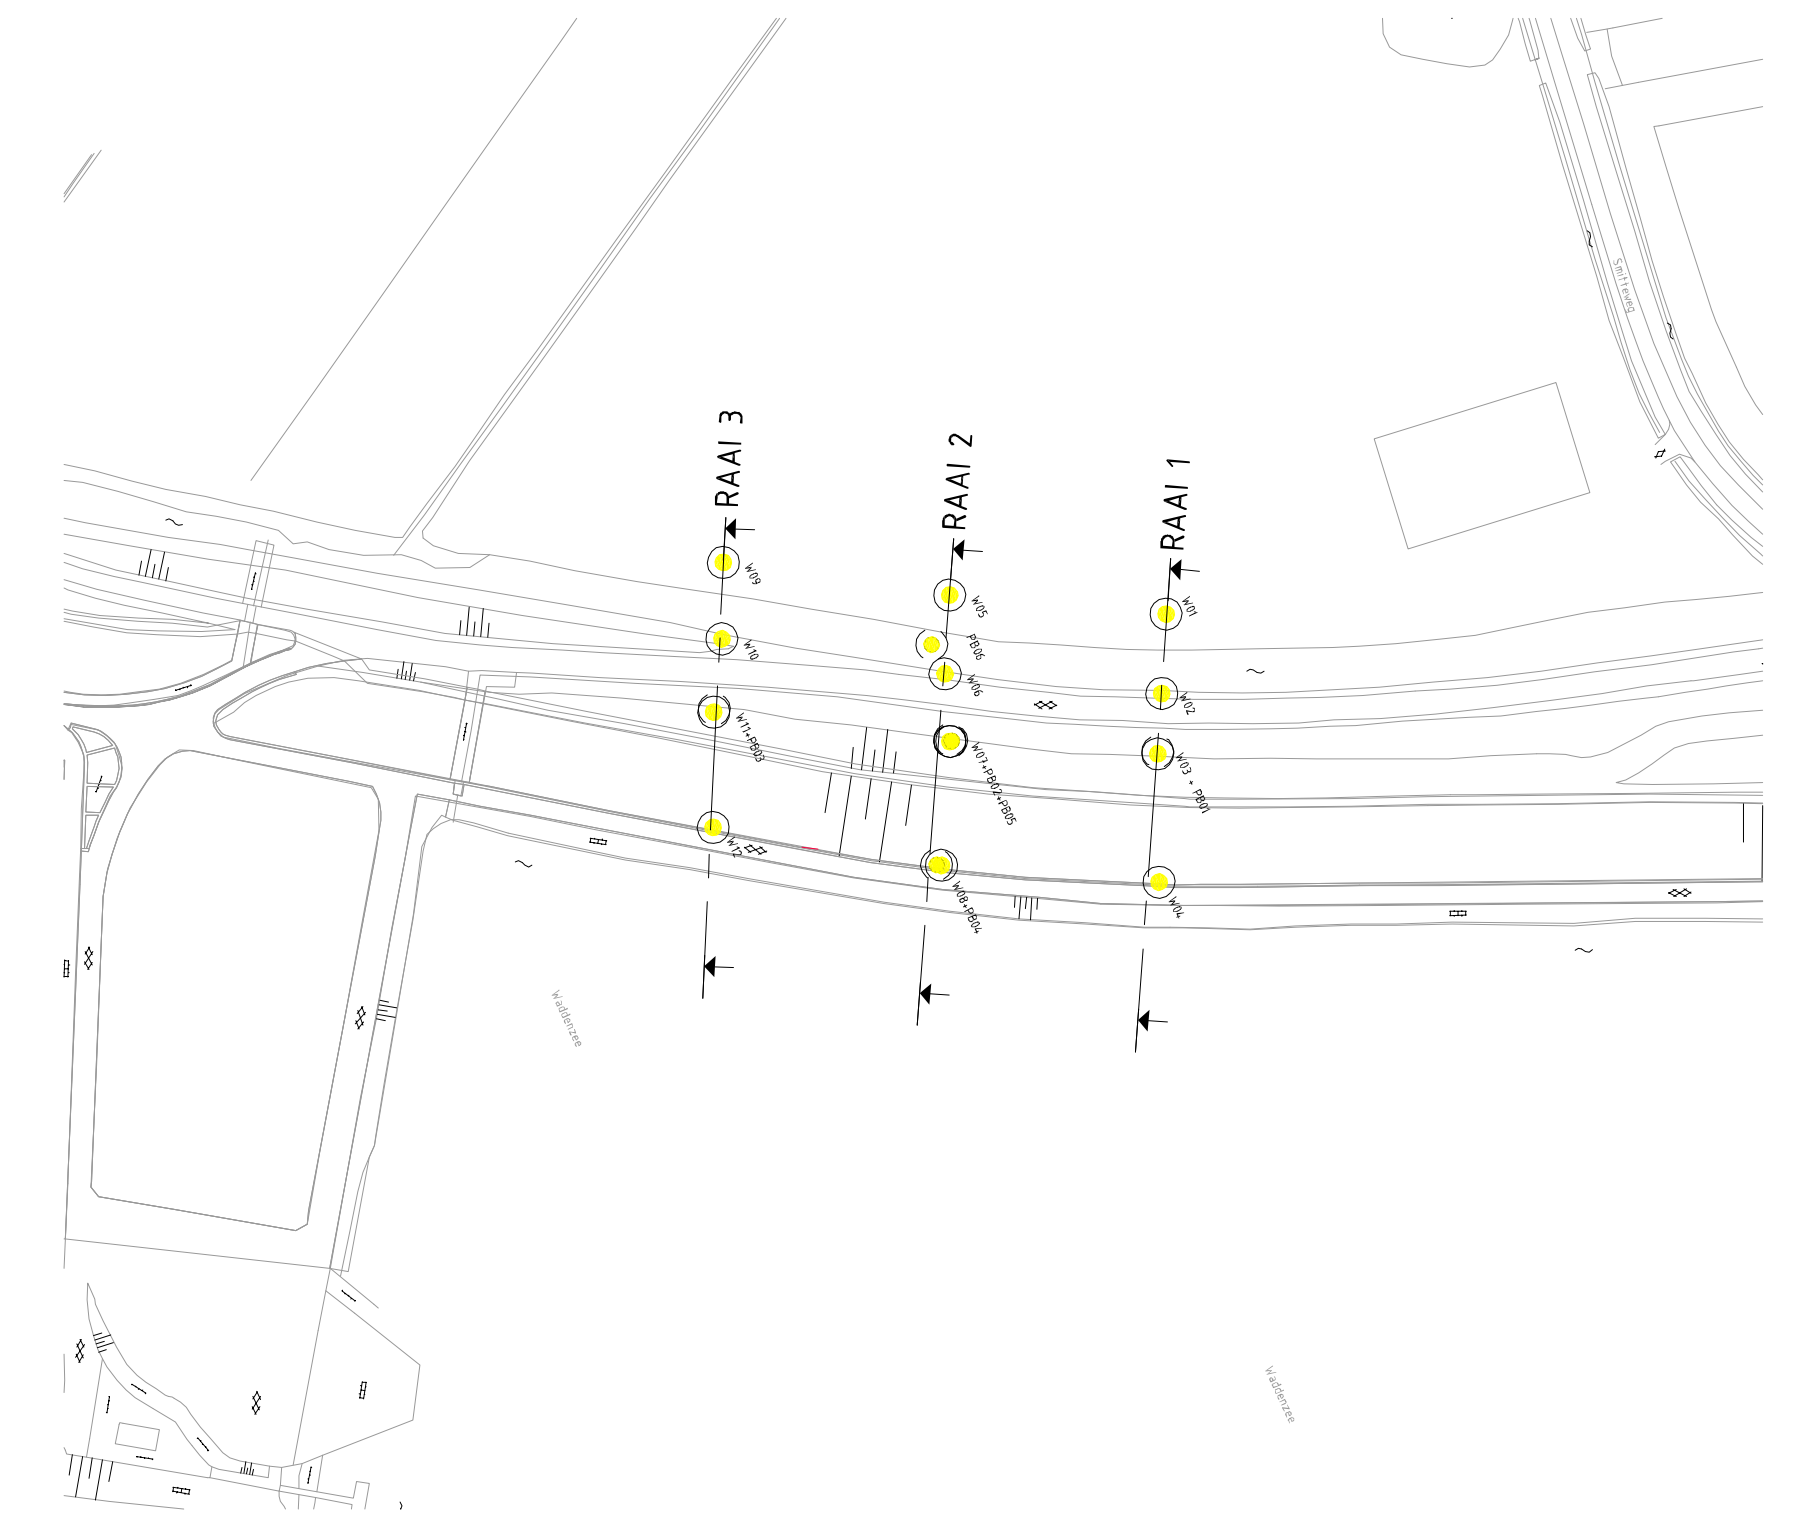 Smitteweg
RAAI 3
RAAI 2
RAAI 1
W09
W05
W01
W10
PB06
W06
W02
W11+PB03
W07+PB02+PB05
W03 + PB01
W12
W08+PB04
W04
Waddenzee
Waddenzee